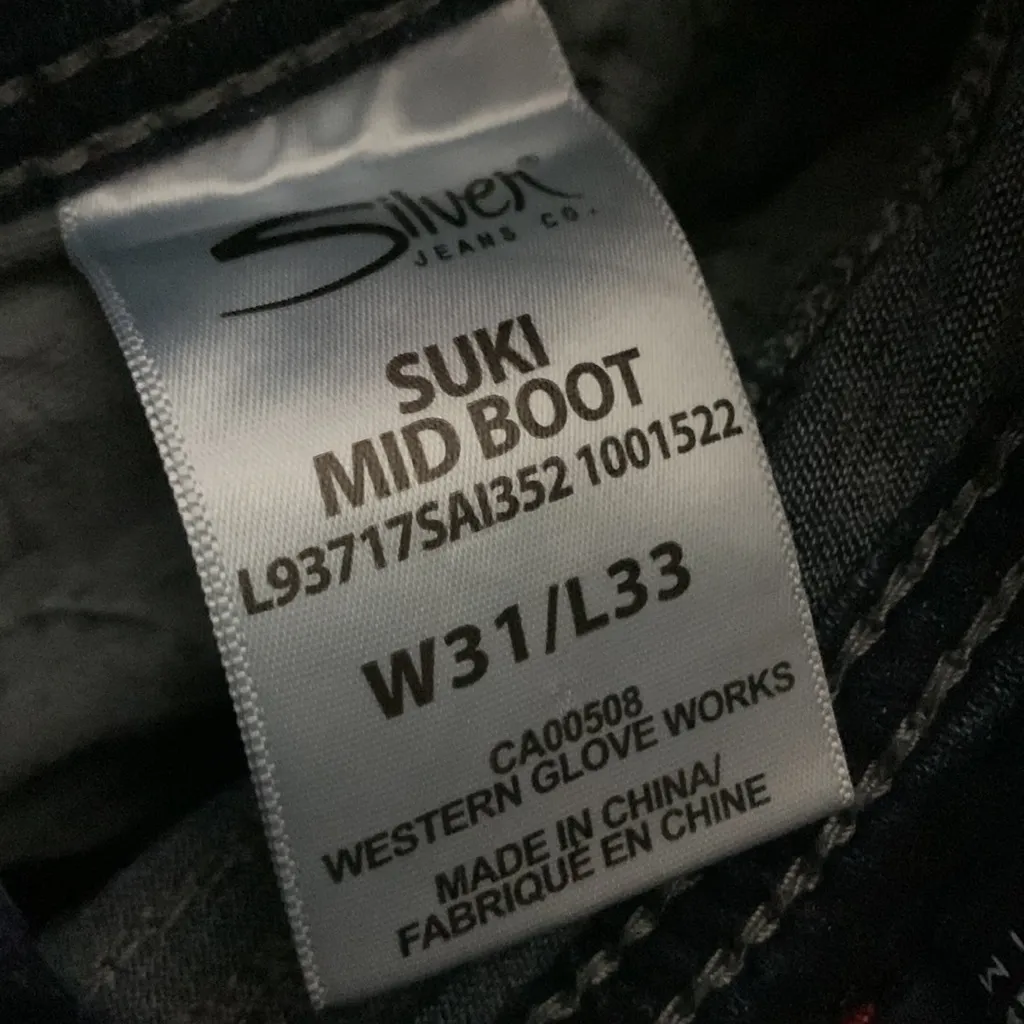 Silver®
JEANS CO.
SUKI
MID BOOT
L93717SAI352 1001522
W31/L33
CA00508
WESTERN GLOVE WORKS
MADE IN CHINA/
FABRIQUÉ EN CHINE